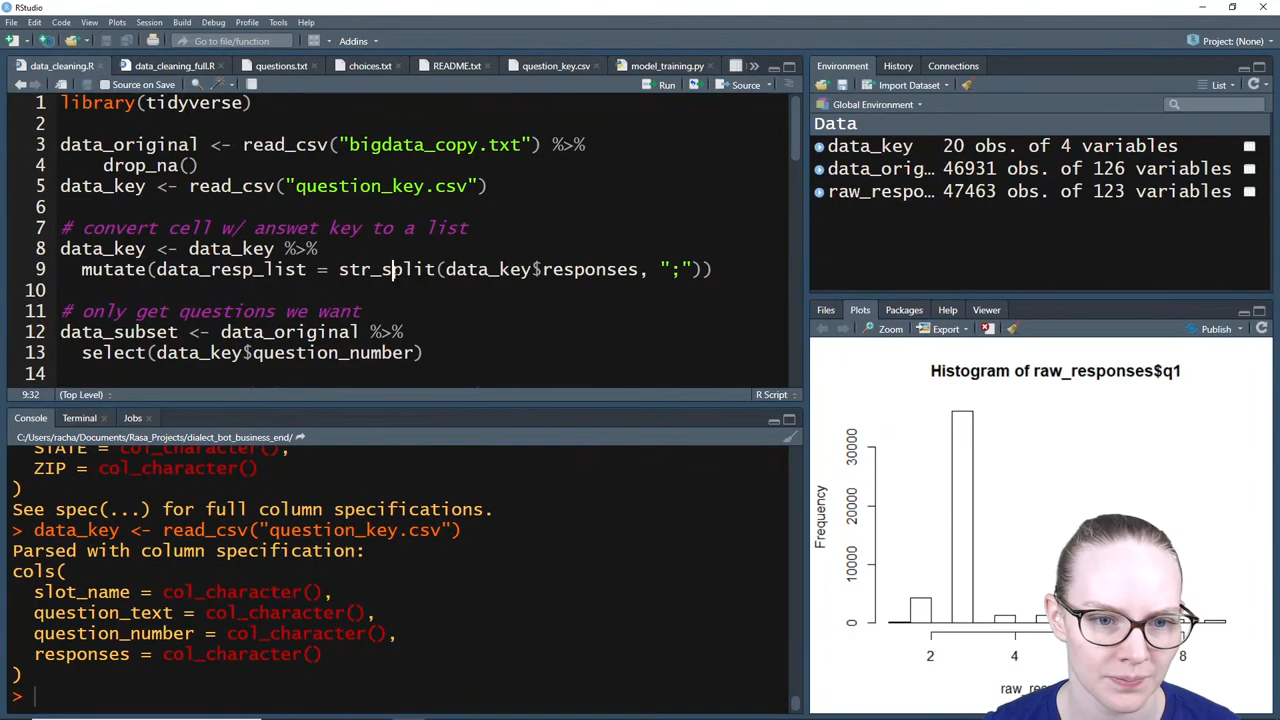 RStudio
File Edit Code View Plots Session Build Debug Profile Tools Help
Go to file/function Addins Project: (None)
data_cleaning.R data_cleaning_full.R questions.txt choices.txt README.txt question_key.csv model_training.py
Source on Save Run Source
1 library(tidyverse)
2
3 data_original <- read_csv("bigdata_copy.txt") %>%
4 drop_na()
5 data_key <- read_csv("question_key.csv")
6
7 # convert cell w/ answet key to a list
8 data_key <- data_key %>%
9 mutate(data_resp_list = str_split(data_key$responses, ";"))
10
11 # only get questions we want
12 data_subset <- data_original %>%
13 select(data_key$question_number)
14
9:32 (Top Level) R Script
Console Terminal Jobs
C:/Users/racha/Documents/Rasa_Projects/dialect_bot_business_end/
STATE = col_character(),
ZIP = col_character()
)
See spec(...) for full column specifications.
> data_key <- read_csv("question_key.csv")
Parsed with column specification:
cols(
slot_name = col_character(),
question_text = col_character(),
question_number = col_character(),
responses = col_character()
)
>
Environment History Connections
Import Dataset List
Global Environment
Data
data_key 20 obs. of 4 variables
data_orig… 46931 obs. of 126 variables
raw_respo… 47463 obs. of 123 variables
Files Plots Packages Help Viewer
Zoom Export Publish
Histogram of raw_responses$q1
Frequency
30000
20000
10000
0
2 4 8